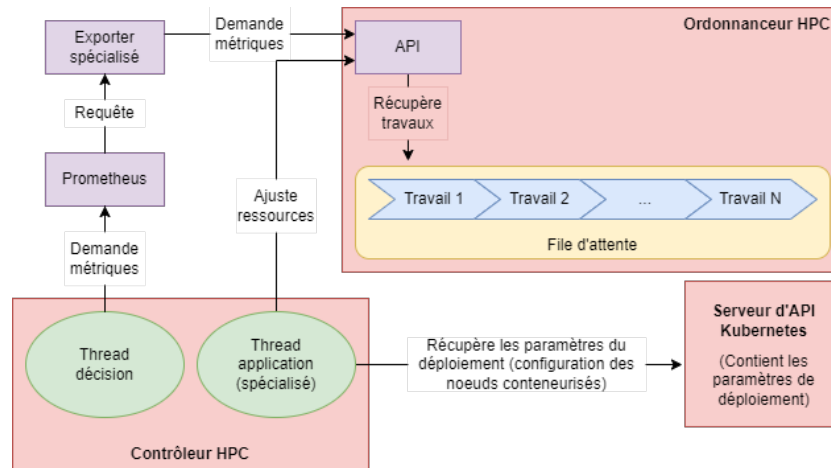 Ordonnanceur HPC
Exporter
spécialisé
Demande
métriques
API
Récupère
travaux
Requête
Prometheus
Travail 1
Travail 2
...
Travail N
File d'attente
Ajuste
ressources
Demande
métriques
Thread
décision
Thread
application
(spécialisé)
Récupère les paramètres du
déploiement (configuration des
noeuds conteneurisés)
Serveur d'API
Kubernetes
(Contient les
paramètres de
déploiement)
Contrôleur HPC